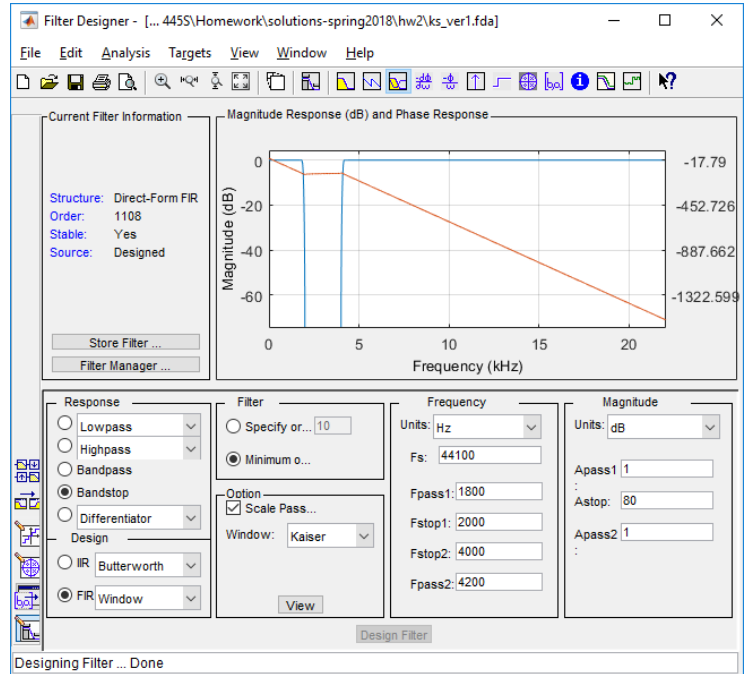 Filter Designer - [... 445S\Homework\solutions-spring2018\hw2\ks_ver1.fda]
File Edit Analysis Targets View Window Help
Current Filter Information
Structure: Direct-Form FIR
Order: 1108
Stable: Yes
Source: Designed
Store Filter ...
Filter Manager ...
Magnitude Response (dB) and Phase Response
Magnitude (dB)
0
-20
-40
-60
-17.79
-452.726
-887.662
-1322.599
0 5 10 15 20
Frequency (kHz)
Response
Lowpass
Highpass
Bandpass
Bandstop
Differentiator
Design
IIR Butterworth
FIR Window
Filter
Specify or... 10
Minimum o...
Option
Scale Pass...
Window: Kaiser
View
Frequency
Units: Hz
Fs: 44100
Fpass1: 1800
Fstop1: 2000
Fstop2: 4000
Fpass2: 4200
Magnitude
Units: dB
Apass1 1
:
Astop: 80
Apass2 1
:
Design Filter
Designing Filter ... Done